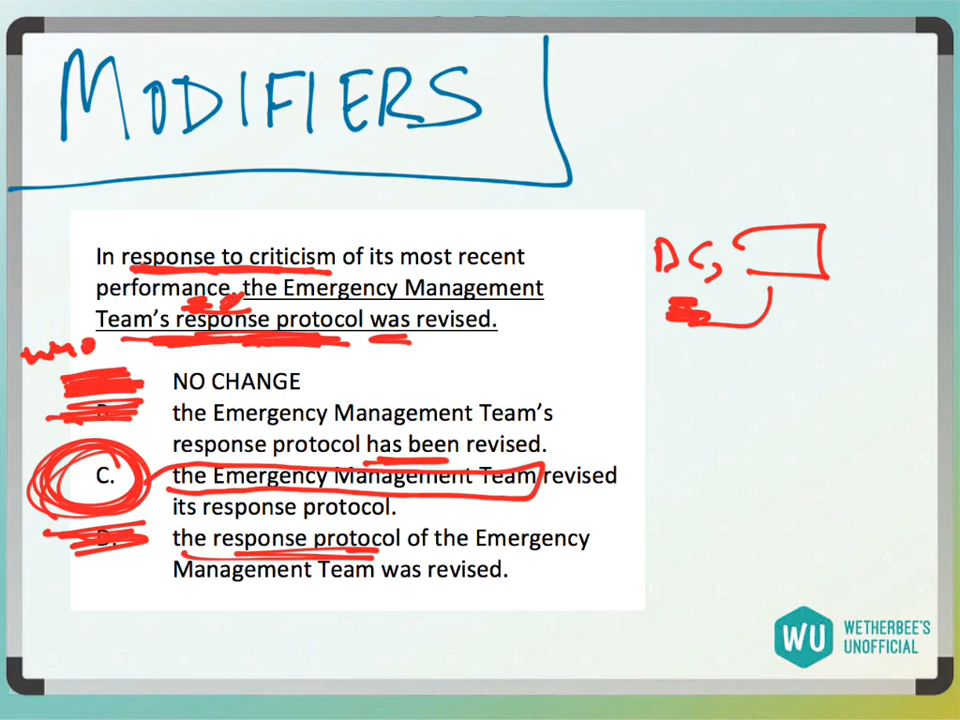 MODIFIERS
In response to criticism of its most recent
performance, the Emergency Management
Team's response protocol was revised.
DC,
NO CHANGE
the Emergency Management Team's
response protocol has been revised.
C. the Emergency Management Team revised
its response protocol.
D. the response protocol of the Emergency
Management Team was revised.
WU WETHERBEE'S
UNOFFICIAL